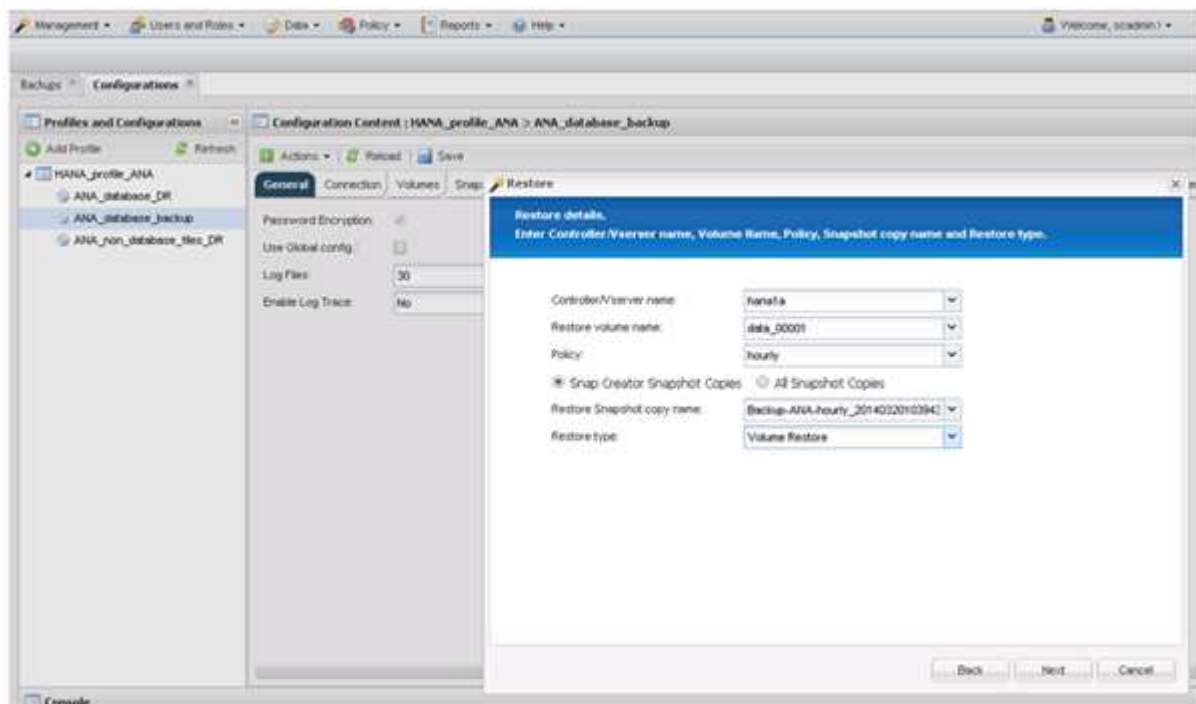 Management Users and Roles Data Policy Reports Help Welcome, scadmin1
Backups Configurations
Profiles and Configurations
Add Profile Refresh
HANA_profile_ANA
ANA_database_DR
ANA_database_backup
ANA_non_database_files_DR
Configuration Content : HANA_profile_ANA > ANA_database_backup
Actions Reload Save
General Connection Volumes Snap
Password Encryption:
Use Global config.:
Log Files: 30
Enable Log Trace: No
Restore
Restore details.
Enter Controller/Vserver name, Volume Name, Policy, Snapshot copy name and Restore type.
Controller/Vserver name: hana1a
Restore volume name: data_00001
Policy: hourly
Snap Creator Snapshot Copies All Snapshot Copies
Restore Snapshot copy name: Backup-ANA-hourly_2014032010394
Restore type: Volume Restore
Back Next Cancel
Console